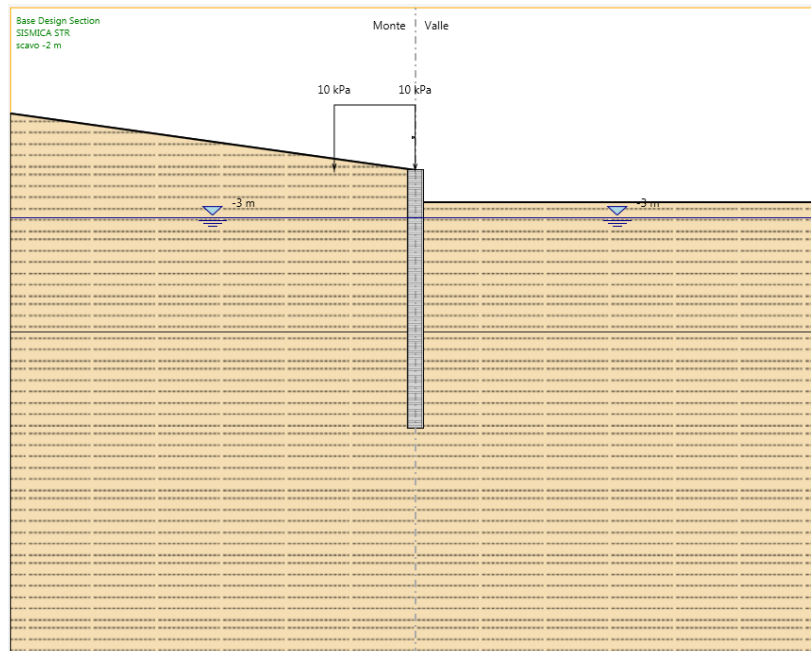 Base Design Section
SISMICA STR
scavo -2 m
Monte Valle
10 kPa 10 kPa
-3 m -3 m